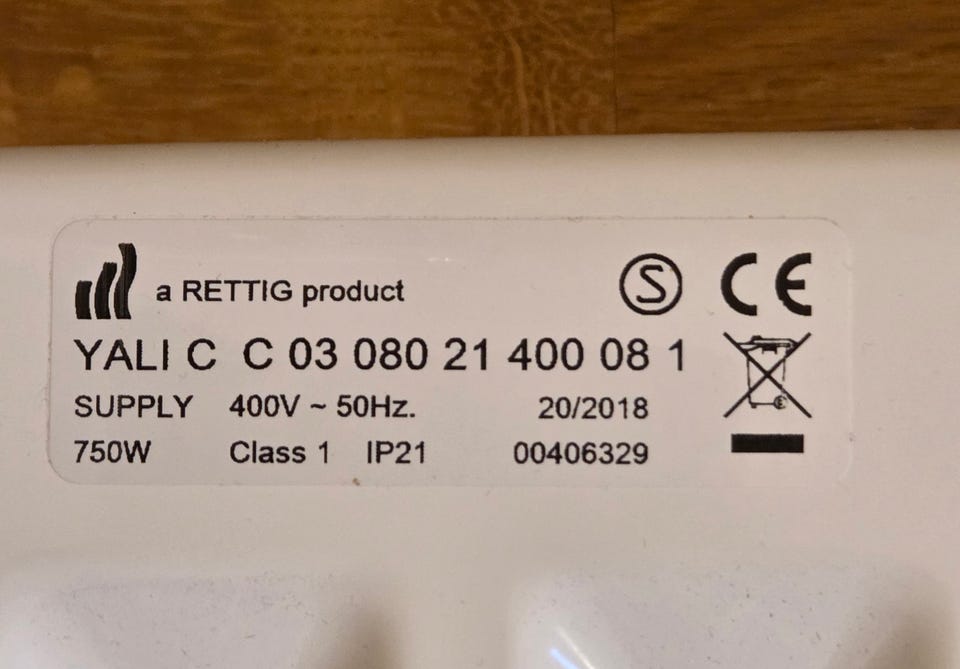 a RETTIG product
S CE
YALI C C 03 080 21 400 08 1
SUPPLY 400V ~ 50Hz. 20/2018
750W Class 1 IP21 00406329